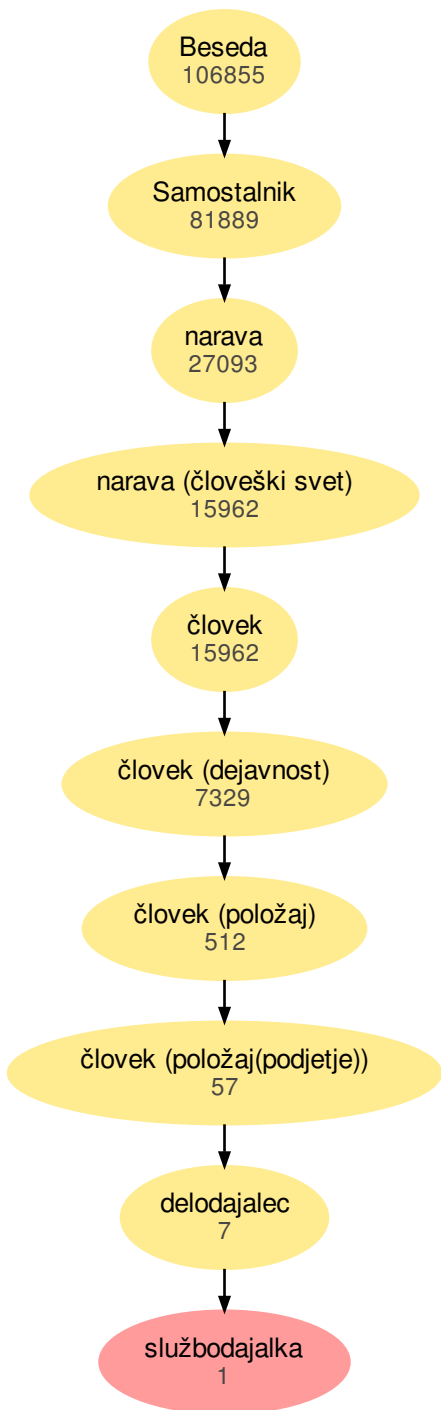 Beseda
106855
Samostalnik
81889
narava
27093
narava (človeški svet)
15962
človek
15962
človek (dejavnost)
7329
človek (položaj)
512
človek (položaj(podjetje))
57
delodajalec
7
službodajalka
1